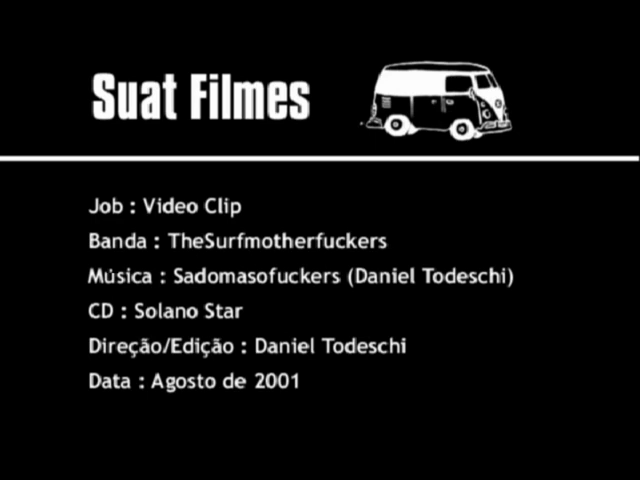 Suat Filmes
Job : Video Clip
Banda : TheSurfmotherfuckers
Música : Sadomasofuckers (Daniel Todeschi)
CD : Solano Star
Direção/Edição : Daniel Todeschi
Data : Agosto de 2001